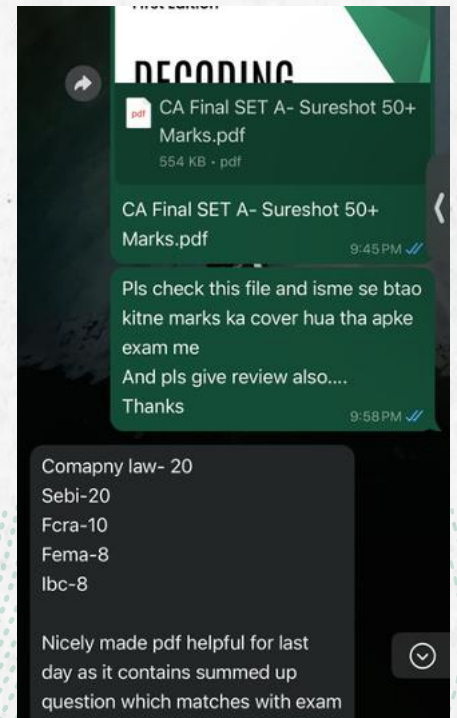 First Edition
DECODING
pdf
CA Final SET A- Sureshot 50+
Marks.pdf
554 KB • pdf
CA Final SET A- Sureshot 50+
Marks.pdf
9:45 PM
Pls check this file and isme se btao
kitne marks ka cover hua tha apke
exam me
And pls give review also....
Thanks
9:58 PM
Comapny law- 20
Sebi-20
Fcra-10
Fema-8
Ibc-8
Nicely made pdf helpful for last
day as it contains summed up
question which matches with exam